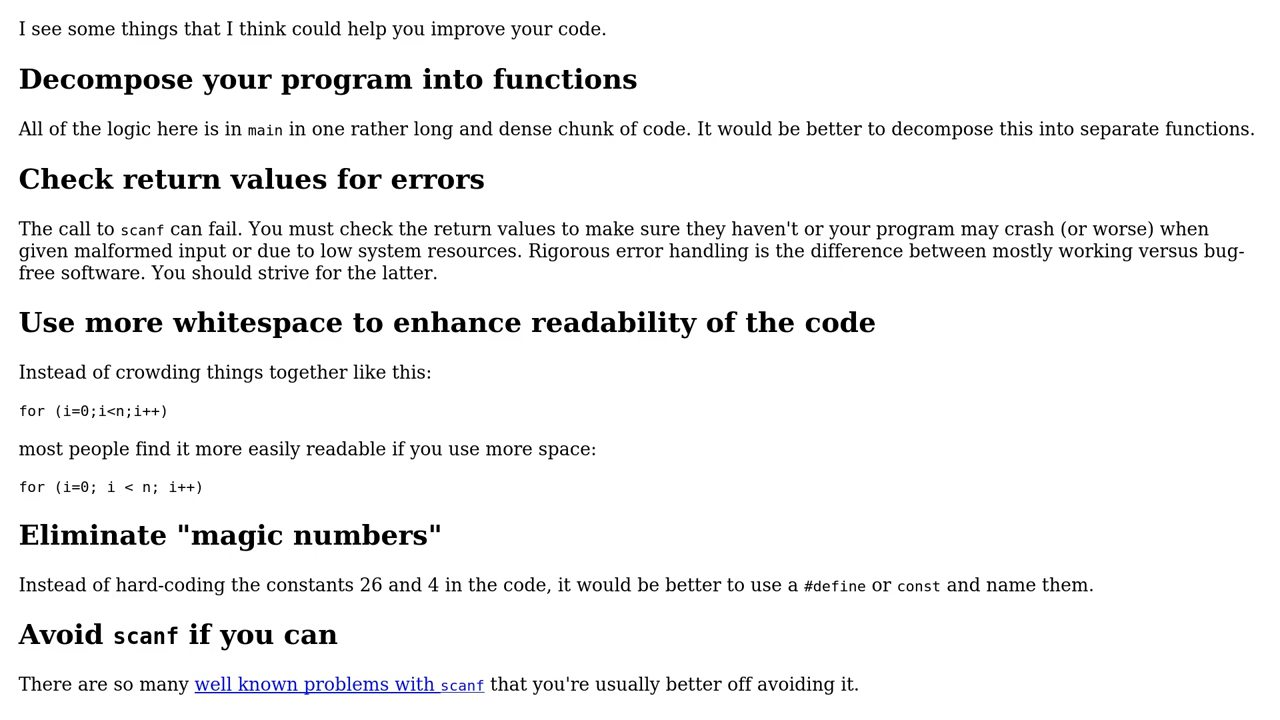 I see some things that I think could help you improve your code.
Decompose your program into functions
All of the logic here is in main in one rather long and dense chunk of code. It would be better to decompose this into separate functions.
Check return values for errors
The call to scanf can fail. You must check the return values to make sure they haven't or your program may crash (or worse) when
given malformed input or due to low system resources. Rigorous error handling is the difference between mostly working versus bug-
free software. You should strive for the latter.
Use more whitespace to enhance readability of the code
Instead of crowding things together like this:
for (i=0;i<n;i++)
most people find it more easily readable if you use more space:
for (i=0; i < n; i++)
Eliminate "magic numbers"
Instead of hard-coding the constants 26 and 4 in the code, it would be better to use a #define or const and name them.
Avoid scanf if you can
There are so many well known problems with scanf that you're usually better off avoiding it.